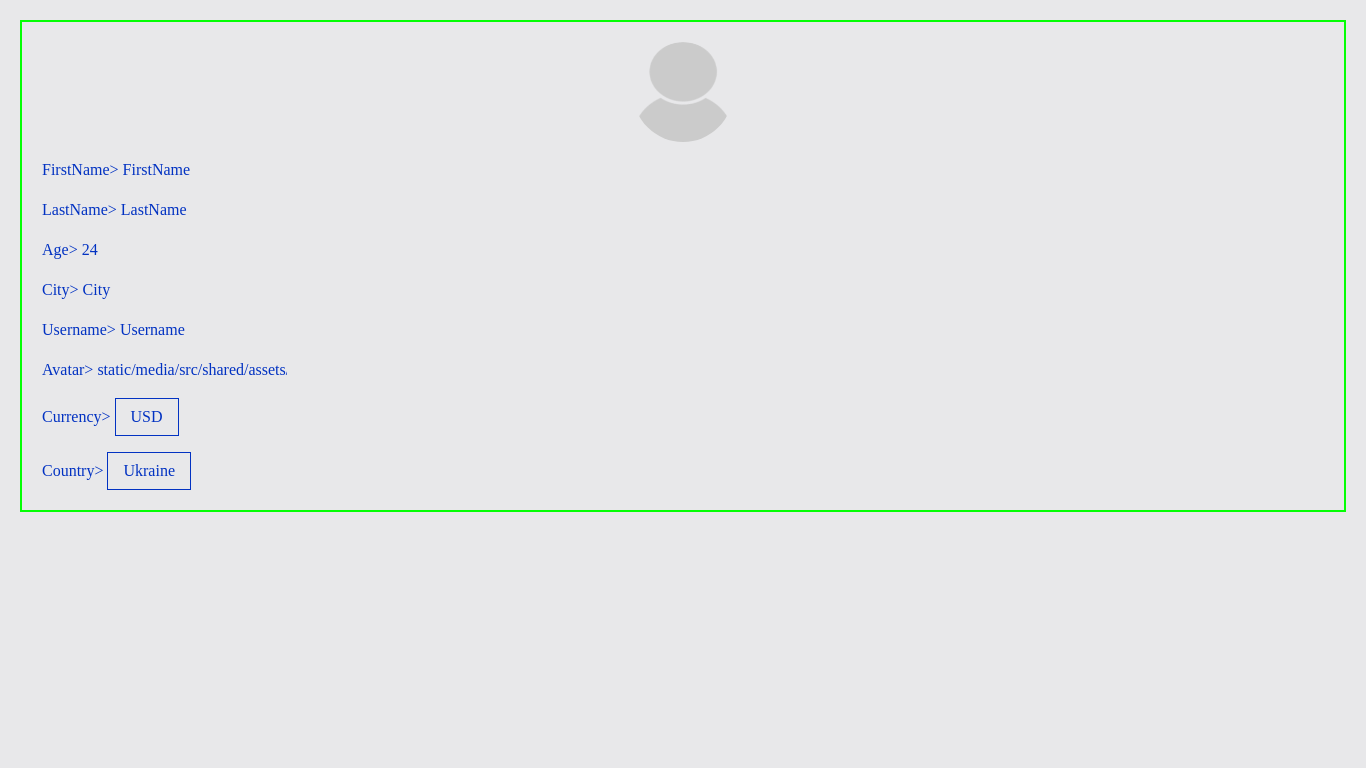 FirstName> FirstName
LastName> LastName
Age> 24
City> City
Username> Username
Avatar> static/media/src/shared/assets.
Currency> USD
Country> Ukraine